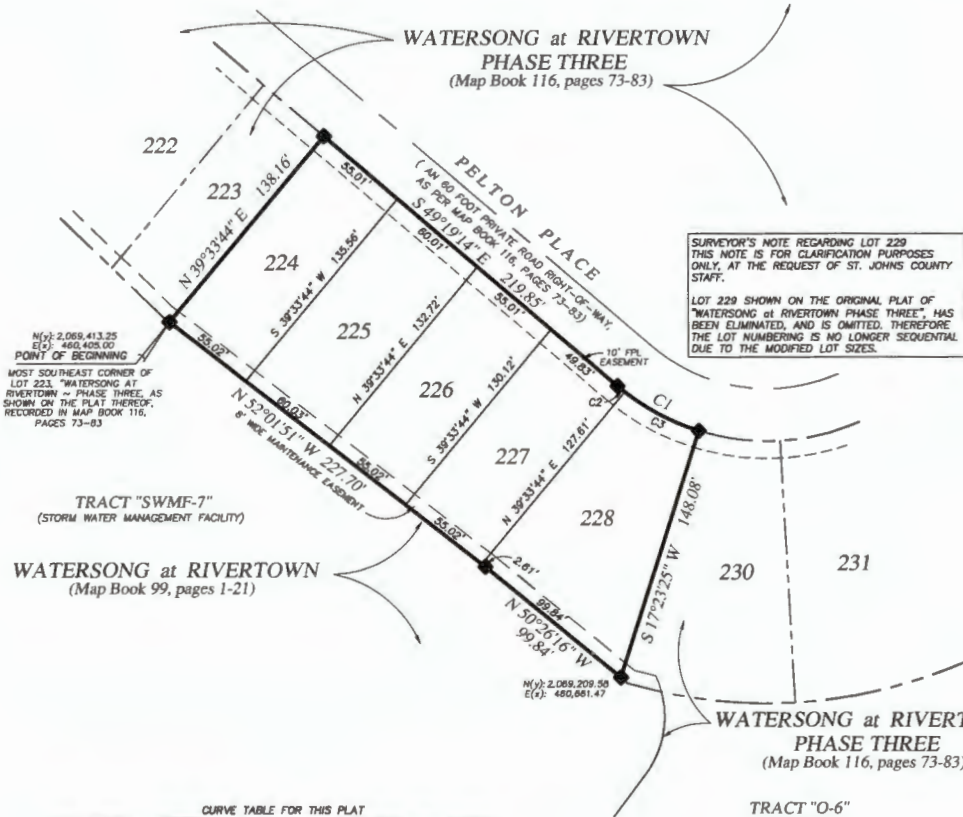 WATERSONG at RIVERTOWN
PHASE THREE
(Map Book 116, pages 73-83)
222
223
N 39°33'44" E 138.16'
PELTON PLACE
( AN 60 FOOT PRIVATE ROAD RIGHT-OF-WAY,
AS PER MAP BOOK 116, PAGES 73-83)
S 49°19'14" E 219.85'
55.01'
60.01'
55.01'
49.83'
10' FPL
EASEMENT
C1
C2
C3
SURVEYOR'S NOTE REGARDING LOT 229
THIS NOTE IS FOR CLARIFICATION PURPOSES
ONLY, AT THE REQUEST OF ST. JOHNS COUNTY
STAFF.
LOT 229 SHOWN ON THE ORIGINAL PLAT OF
"WATERSONG at RIVERTOWN PHASE THREE", HAS
BEEN ELIMINATED, AND IS OMITTED. THEREFORE
THE LOT NUMBERING IS NO LONGER SEQUENTIAL
DUE TO THE MODIFIED LOT SIZES.
224
S 39°33'44" W 135.56'
225
N 39°33'44" E 132.72'
226
S 39°33'44" W 130.12'
227
N 39°33'44" E 127.61'
228
S 17°23'25" W 148.08'
230
231
N(y): 2,069,413.25
E(x): 460,405.00
POINT OF BEGINNING
MOST SOUTHEAST CORNER OF
LOT 223, "WATERSONG AT
RIVERTOWN ~ PHASE THREE, AS
SHOWN ON THE PLAT THEREOF,
RECORDED IN MAP BOOK 116,
PAGES 73-83
55.02'
60.03'
55.02'
55.02'
2.61'
99.84'
N 52°01'51" W 227.70'
8' WIDE MAINTENANCE EASEMENT
N 50°26'16" W
99.84'
TRACT "SWMF-7"
(STORM WATER MANAGEMENT FACILITY)
WATERSONG at RIVERTOWN
(Map Book 99, pages 1-21)
N(y): 2,069,209.58
E(x): 460,661.47
WATERSONG at RIVERT
PHASE THREE
(Map Book 116, pages 73-83)
CURVE TABLE FOR THIS PLAT
TRACT "O-6"